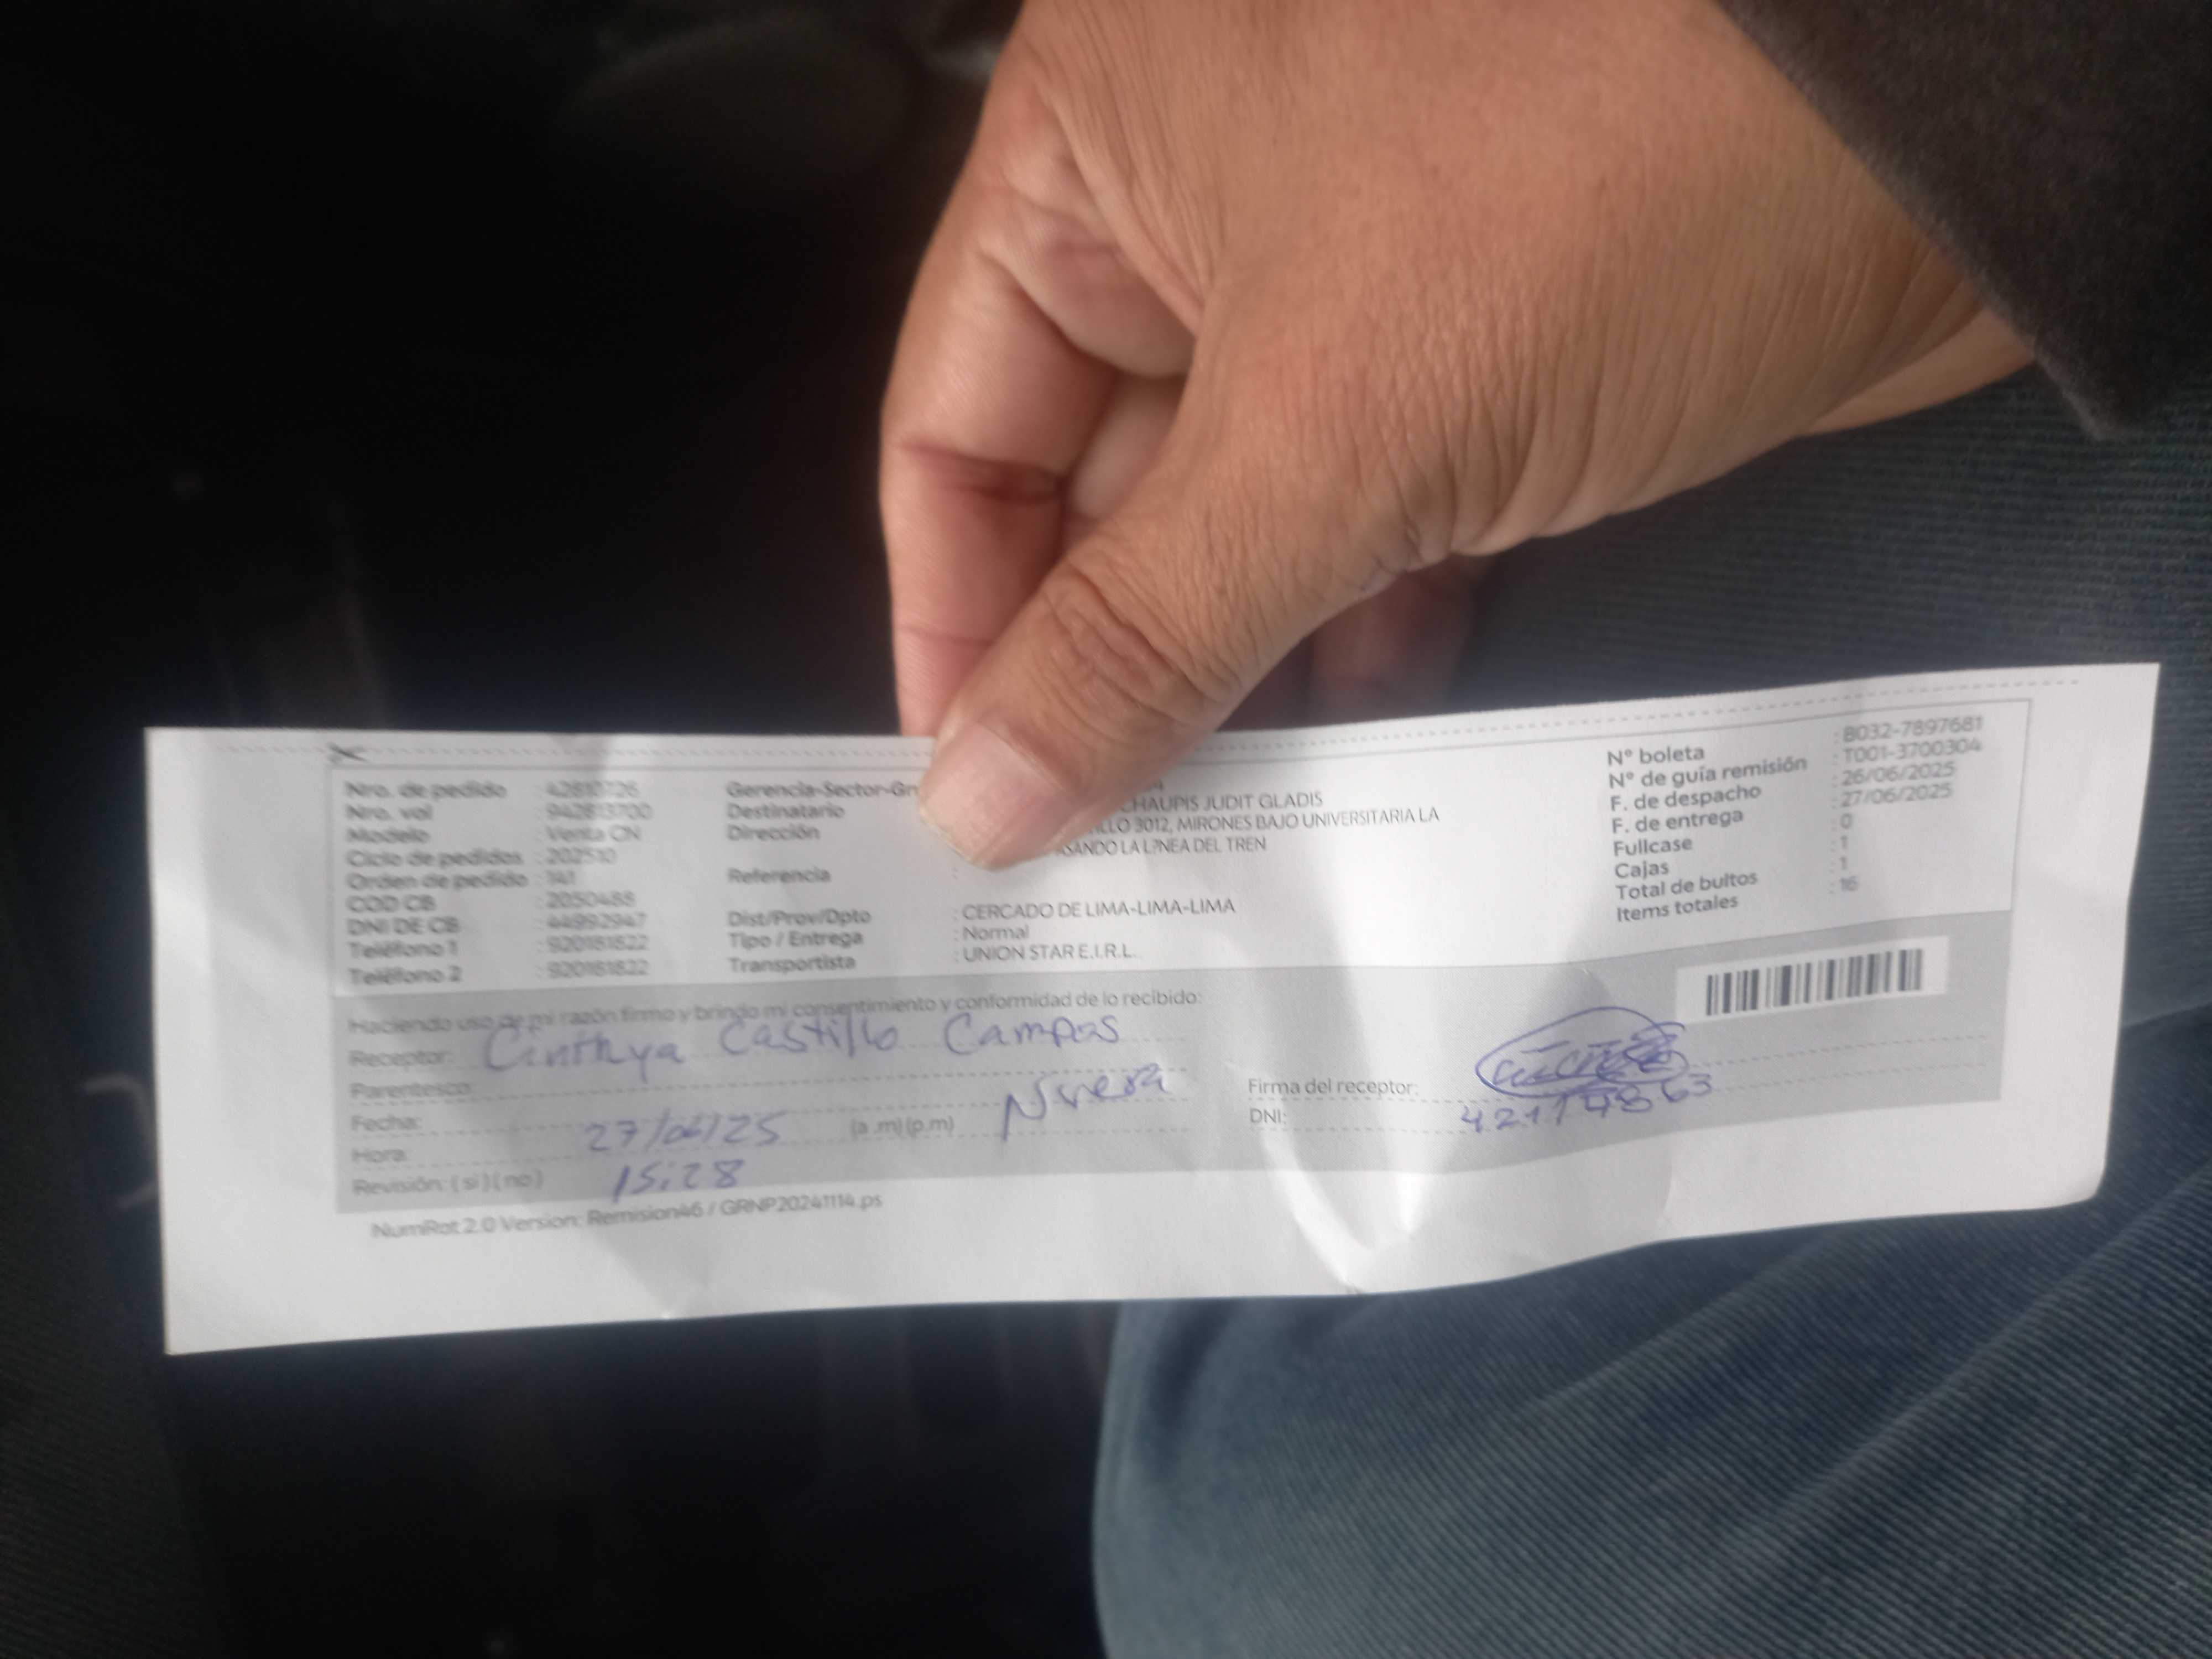 Nro. de pedido : 42810726
Nro. vol : 942813700
Modelo : Venta CN
Ciclo de pedidos : 202510
Orden de pedido : 141
COD CB : 2050488
DNI DE CB : 44992947
Teléfono 1 : 920181822
Teléfono 2 : 920181822
Gerencia-Sector-Gr
Destinatario CHAUPIS JUDIT GLADIS
Dirección LLO 3012, MIRONES BAJO UNIVERSITARIA LA
SANDO LA L?NEA DEL TREN
Referencia :
Dist/Prov/Dpto : CERCADO DE LIMA-LIMA-LIMA
Tipo / Entrega : Normal
Transportista : UNION STAR E.I.R.L.
N° boleta : B032-7897681
N° de guía remisión : T001-3700304
F. de despacho : 26/06/2025
F. de entrega : 27/06/2025
Fullcase : 0
Cajas : 1
Total de bultos : 1
Items totales : 16
Haciendo uso de mi razón firmo y brindo mi consentimiento y conformidad de lo recibido:
Receptor: Cinthya Castillo Campos
Parentesco:
Fecha: 27/06/25 (a .m) (p.m) Nuera
Hora: 15:28
Revisión: ( si ) ( no )
Firma del receptor:
DNI: 42174863
NumRot 2.0 Version: Remision46 / GRNP20241114.ps